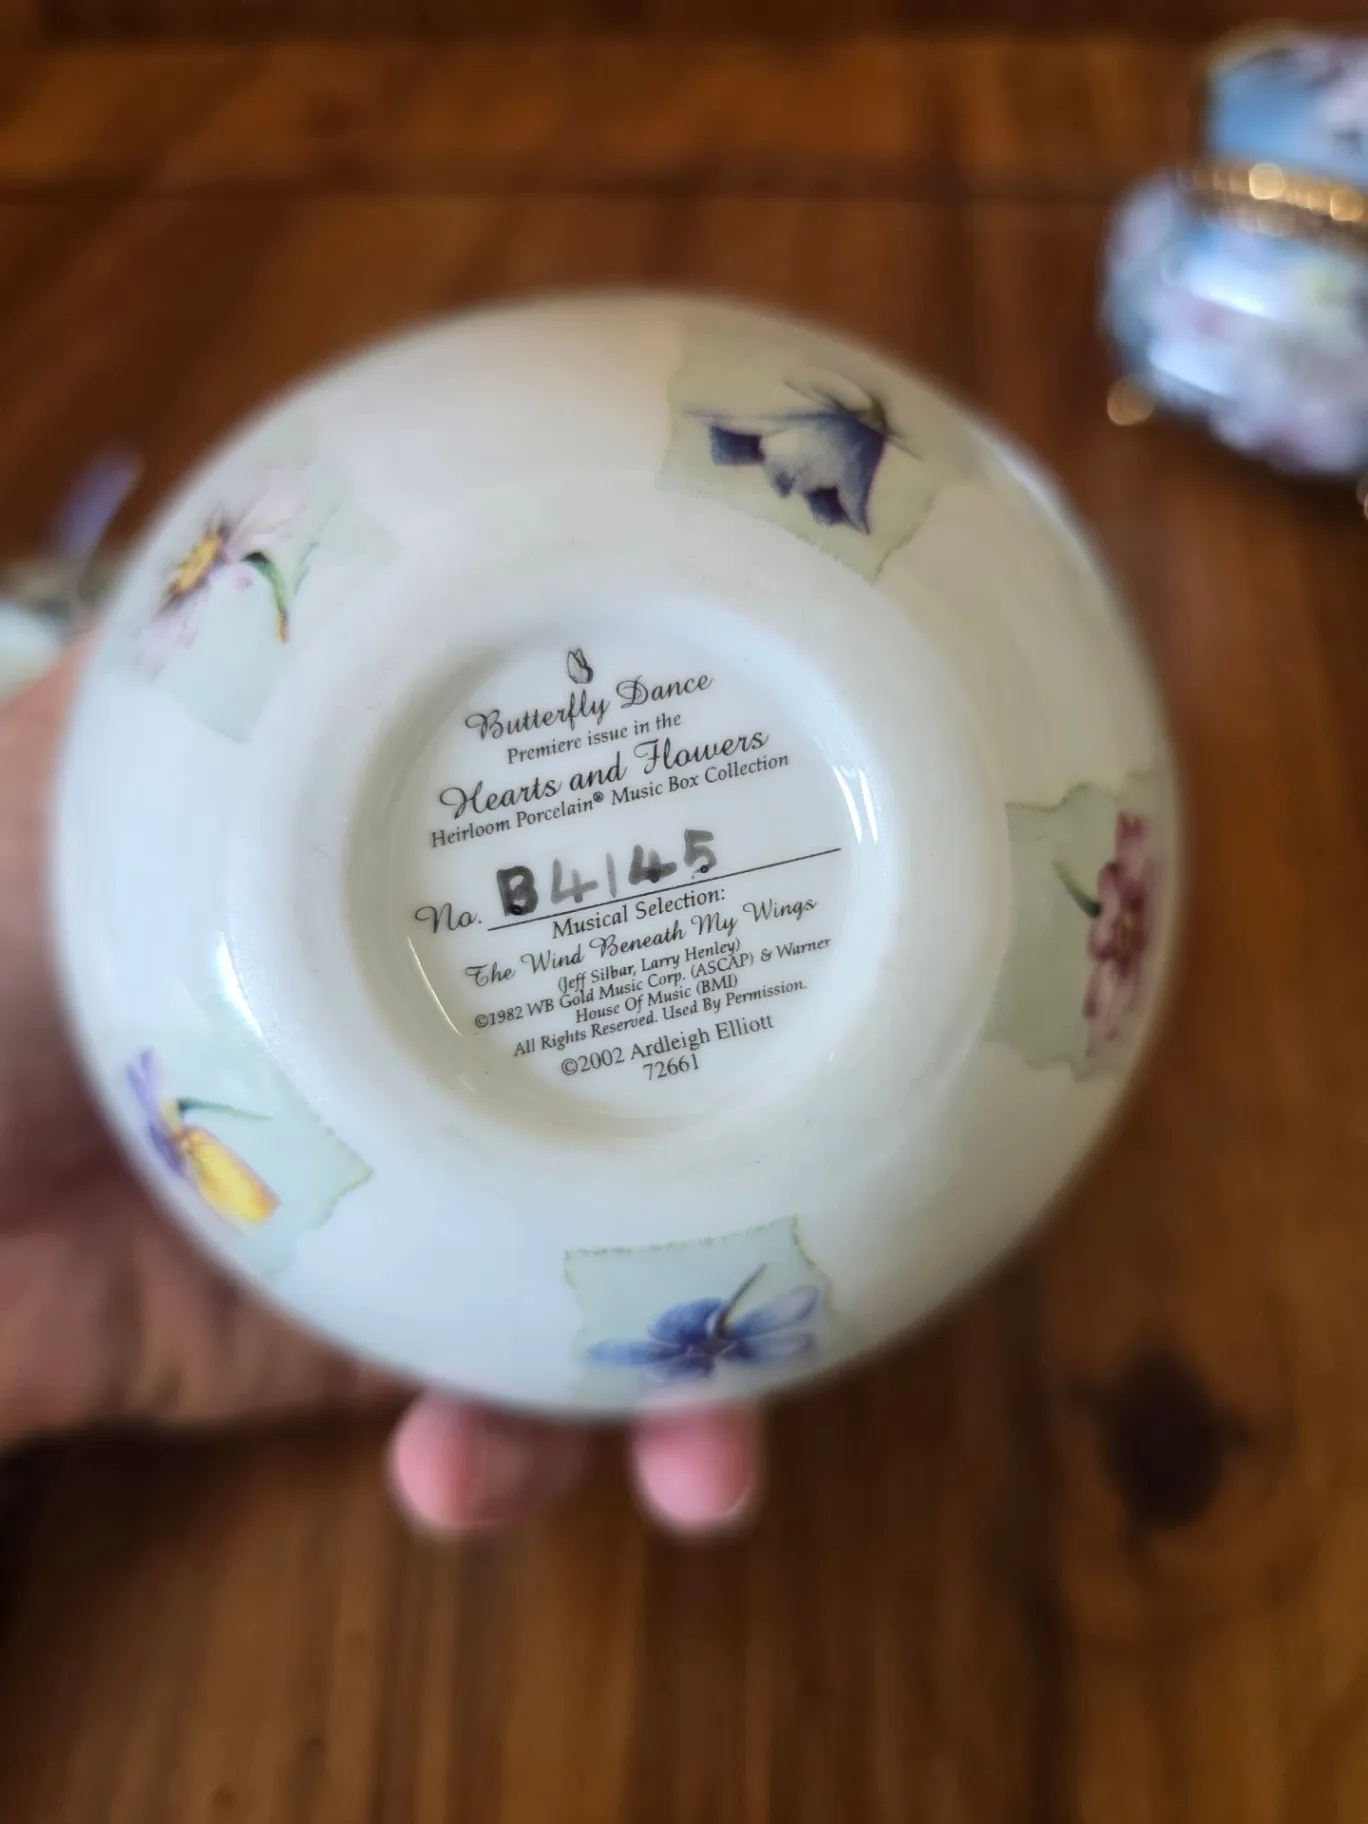 Butterfly Dance
Premiere issue in the
Hearts and Flowers
Heirloom Porcelain® Music Box Collection
No. B4145
Musical Selection:
The Wind Beneath My Wings
(Jeff Silbar, Larry Henley)
©1982 WB Gold Music Corp. (ASCAP) & Warner
House Of Music (BMI)
All Rights Reserved. Used By Permission.
©2002 Ardleigh Elliott
72661